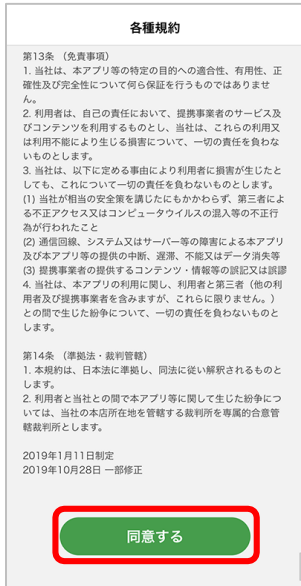 各種規約
第13条 （免責事項）
1. 当社は、本アプリ等の特定の目的への適合性、有用性、正
確性及び完全性について何ら保証を行うものではありませ
ん。
2. 利用者は、自己の責任において、提携事業者のサービス及
びコンテンツを利用するものとし、当社は、これらの利用又
は利用不能により生じる損害について、一切の責任を負わな
いものとします。
3. 当社は、以下に定める事由により利用者に損害が生じたと
しても、これについて一切の責任を負わないものとします。
(1) 当社が相当の安全策を講じたにもかかわらず、第三者によ
る不正アクセス又はコンピュータウイルスの混入等の不正行
為が行われたこと
(2) 通信回線、システム又はサーバー等の障害による本アプリ
及び本アプリ等の提供の中断、遅滞、不能又はデータ消失等
(3) 提携事業者の提供するコンテンツ・情報等の誤記又は誤謬
4. 当社は、本アプリの利用に関し、利用者と第三者（他の利
用者及び提携事業者を含みますが、これらに限りません。）
との間で生じた紛争について、一切の責任を負わないものと
します。
第14条 （準拠法・裁判管轄）
1. 本規約は、日本法に準拠し、同法に従い解釈されるものと
します。
2. 利用者と当社との間で本アプリ等に関して生じた紛争につ
いては、当社の本店所在地を管轄する裁判所を専属的合意管
轄裁判所とします。
2019年1月11日制定
2019年10月28日 一部修正
同意する